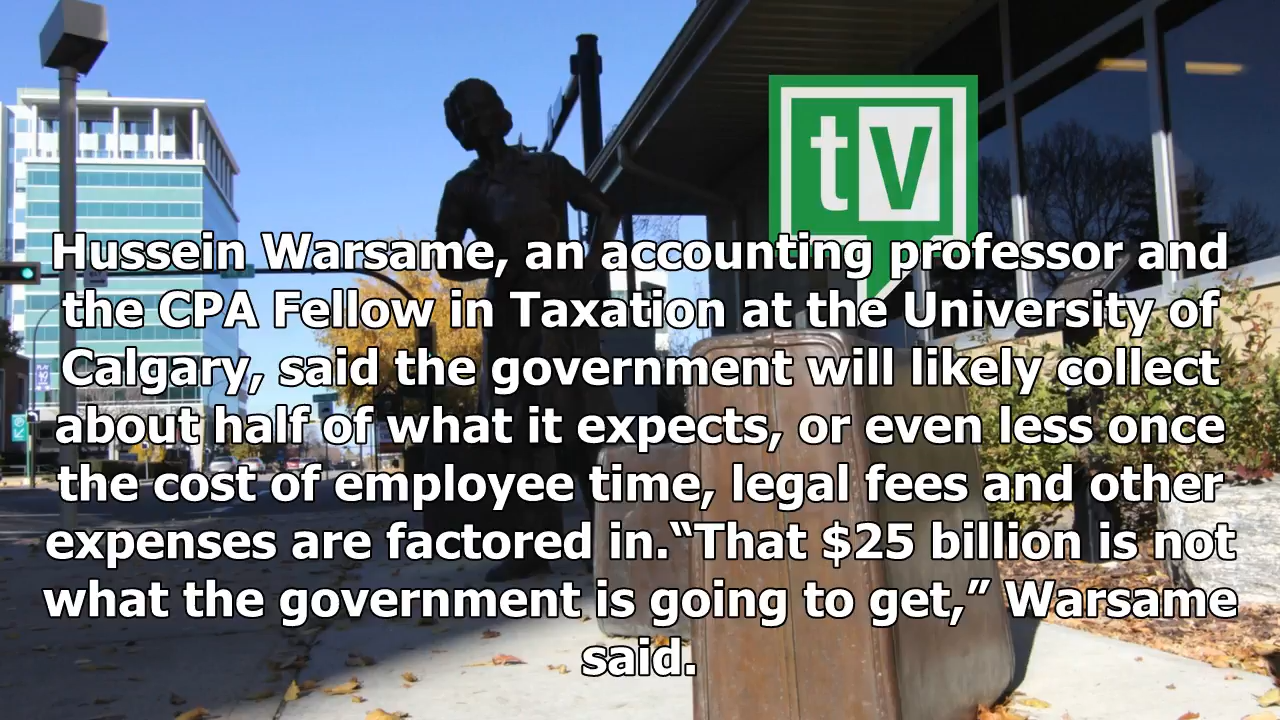 tv
Hussein Warsame, an accounting professor and
the CPA Fellow in Taxation at the University of
Calgary, said the government will likely collect
about half of what it expects, or even less once
the cost of employee time, legal fees and other
expenses are factored in.“That $25 billion is not
what the government is going to get,” Warsame
said.